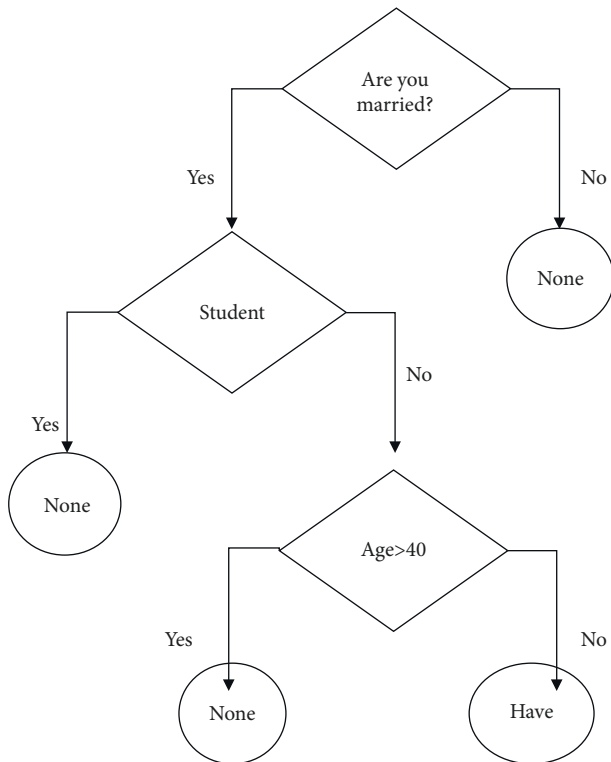 Are you
married?
Yes
No
None
Student
No
Yes
None
Age>40
Yes
No
None
Have